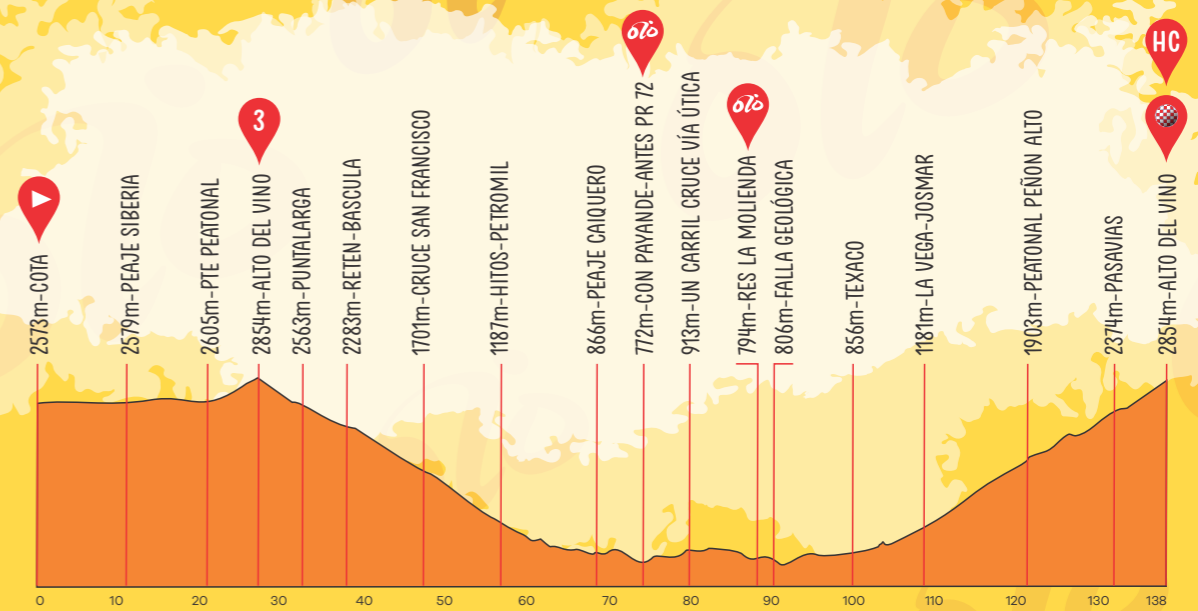 HC
olo
3
olo
2573m-COTA
2579m-PEAJE SIBERIA
2605m-PTE PEATONAL
2854m-ALTO DEL VINO
2563m-PUNTALARGA
2283m-RETEN-BASCULA
1701m-CRUCE SAN FRANCISCO
1187m-HITOS-PETROMIL
866m-PEAJE CAIQUERO
772m-CON PAYANDE-ANTES PR 72
913m-UN CARRIL CRUCE VÍA ÚTICA
794m-RES LA MOLIENDA
806m-FALLA GEOLÓGICA
856m-TEXACO
1181m-LA VEGA-JOSMAR
1903m-PEATONAL PEÑON ALTO
2374m-PASAVIAS
2854m-ALTO DEL VINO
0 10 20 30 40 50 60 70 80 90 100 110 120 130 138